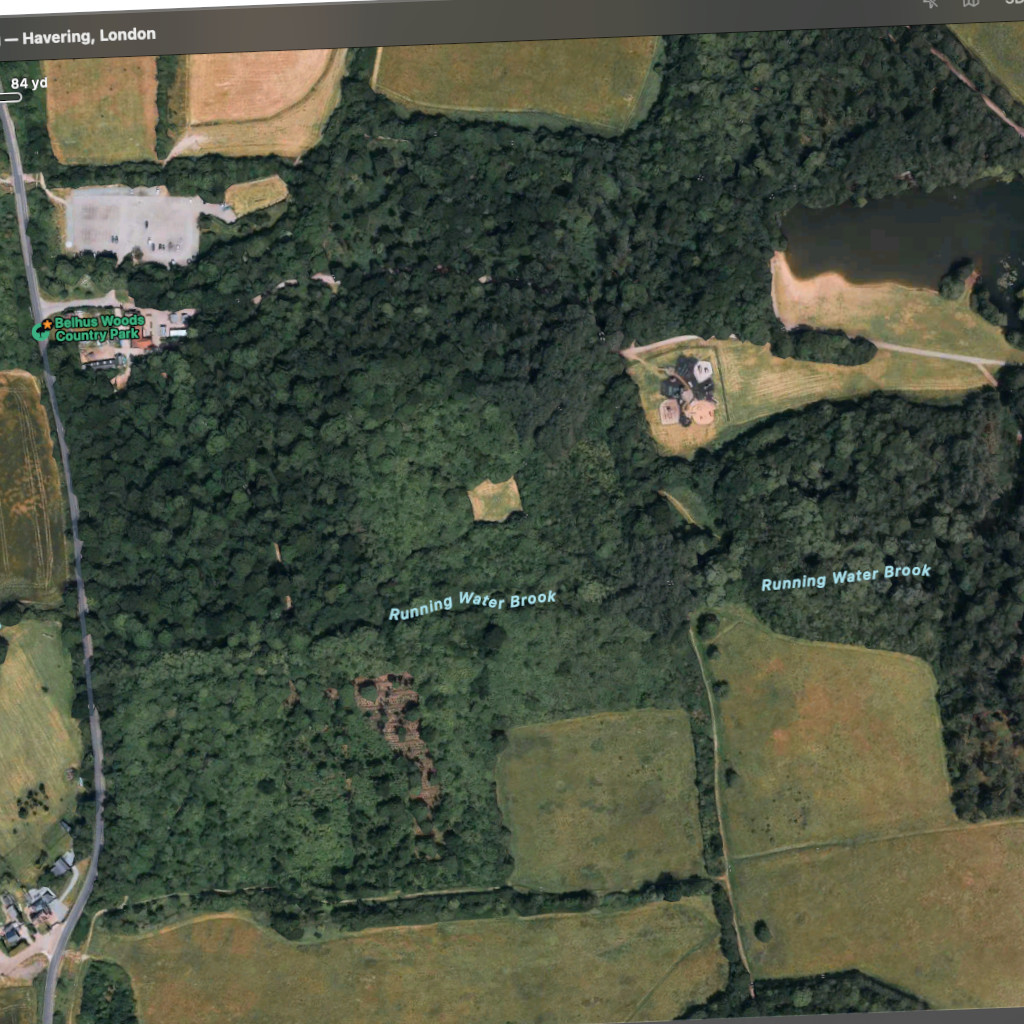 — Havering, London
84 yd
Belhus Woods
Country Park
Running Water Brook
Running Water Brook